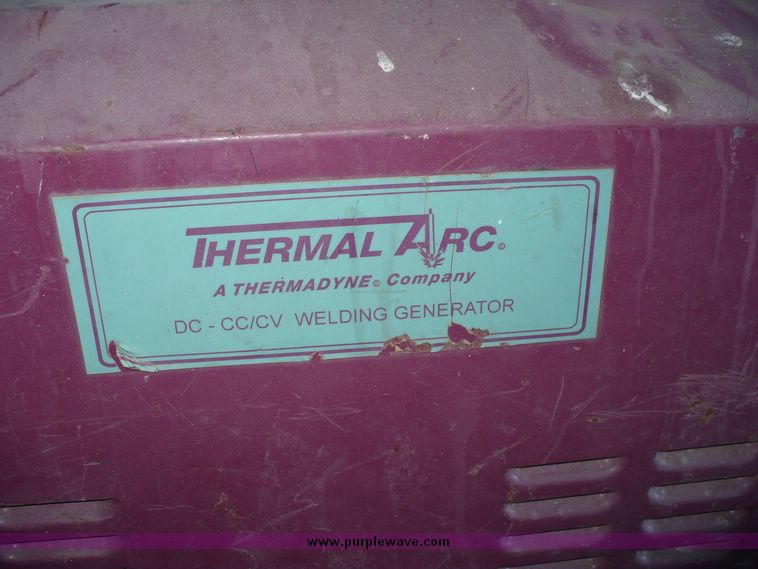 THERMAL ARC®
A THERMADYNE® Company
DC - CC/CV WELDING GENERATOR
www.purplewave.com